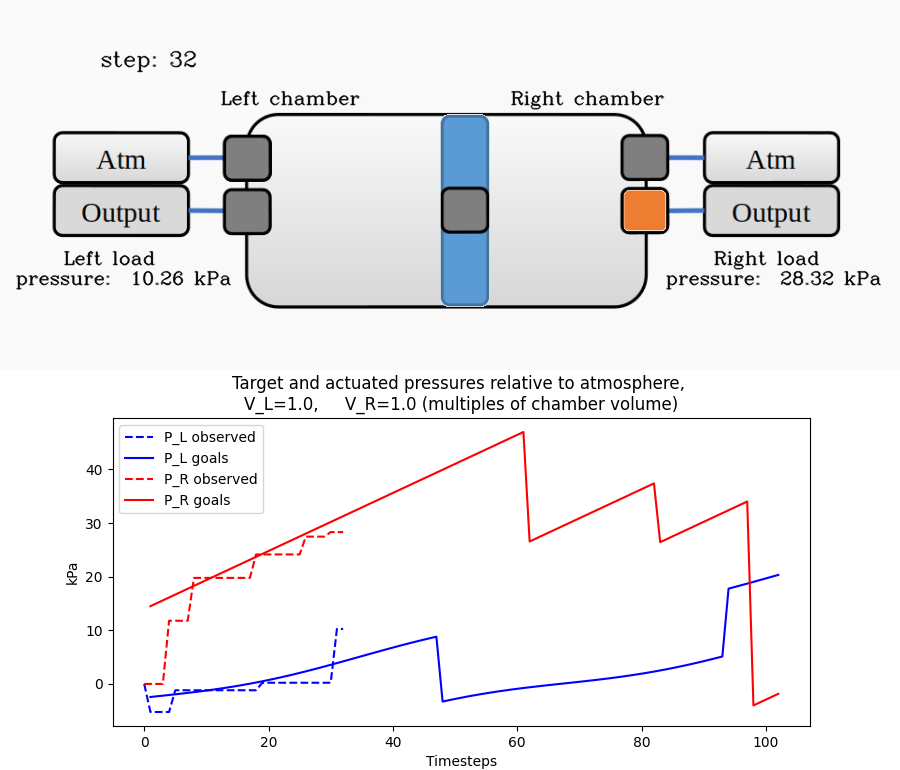 step: 32
Left chamber
Right chamber
Atm
Atm
Output
Output
Left load
pressure: 10.26 kPa
Right load
pressure: 28.32 kPa
Target and actuated pressures relative to atmosphere,
V_L=1.0, V_R=1.0 (multiples of chamber volume)
P_L observed
P_L goals
P_R observed
P_R goals
kPa
40
30
20
10
0
0 20 40 60 80 100
Timesteps